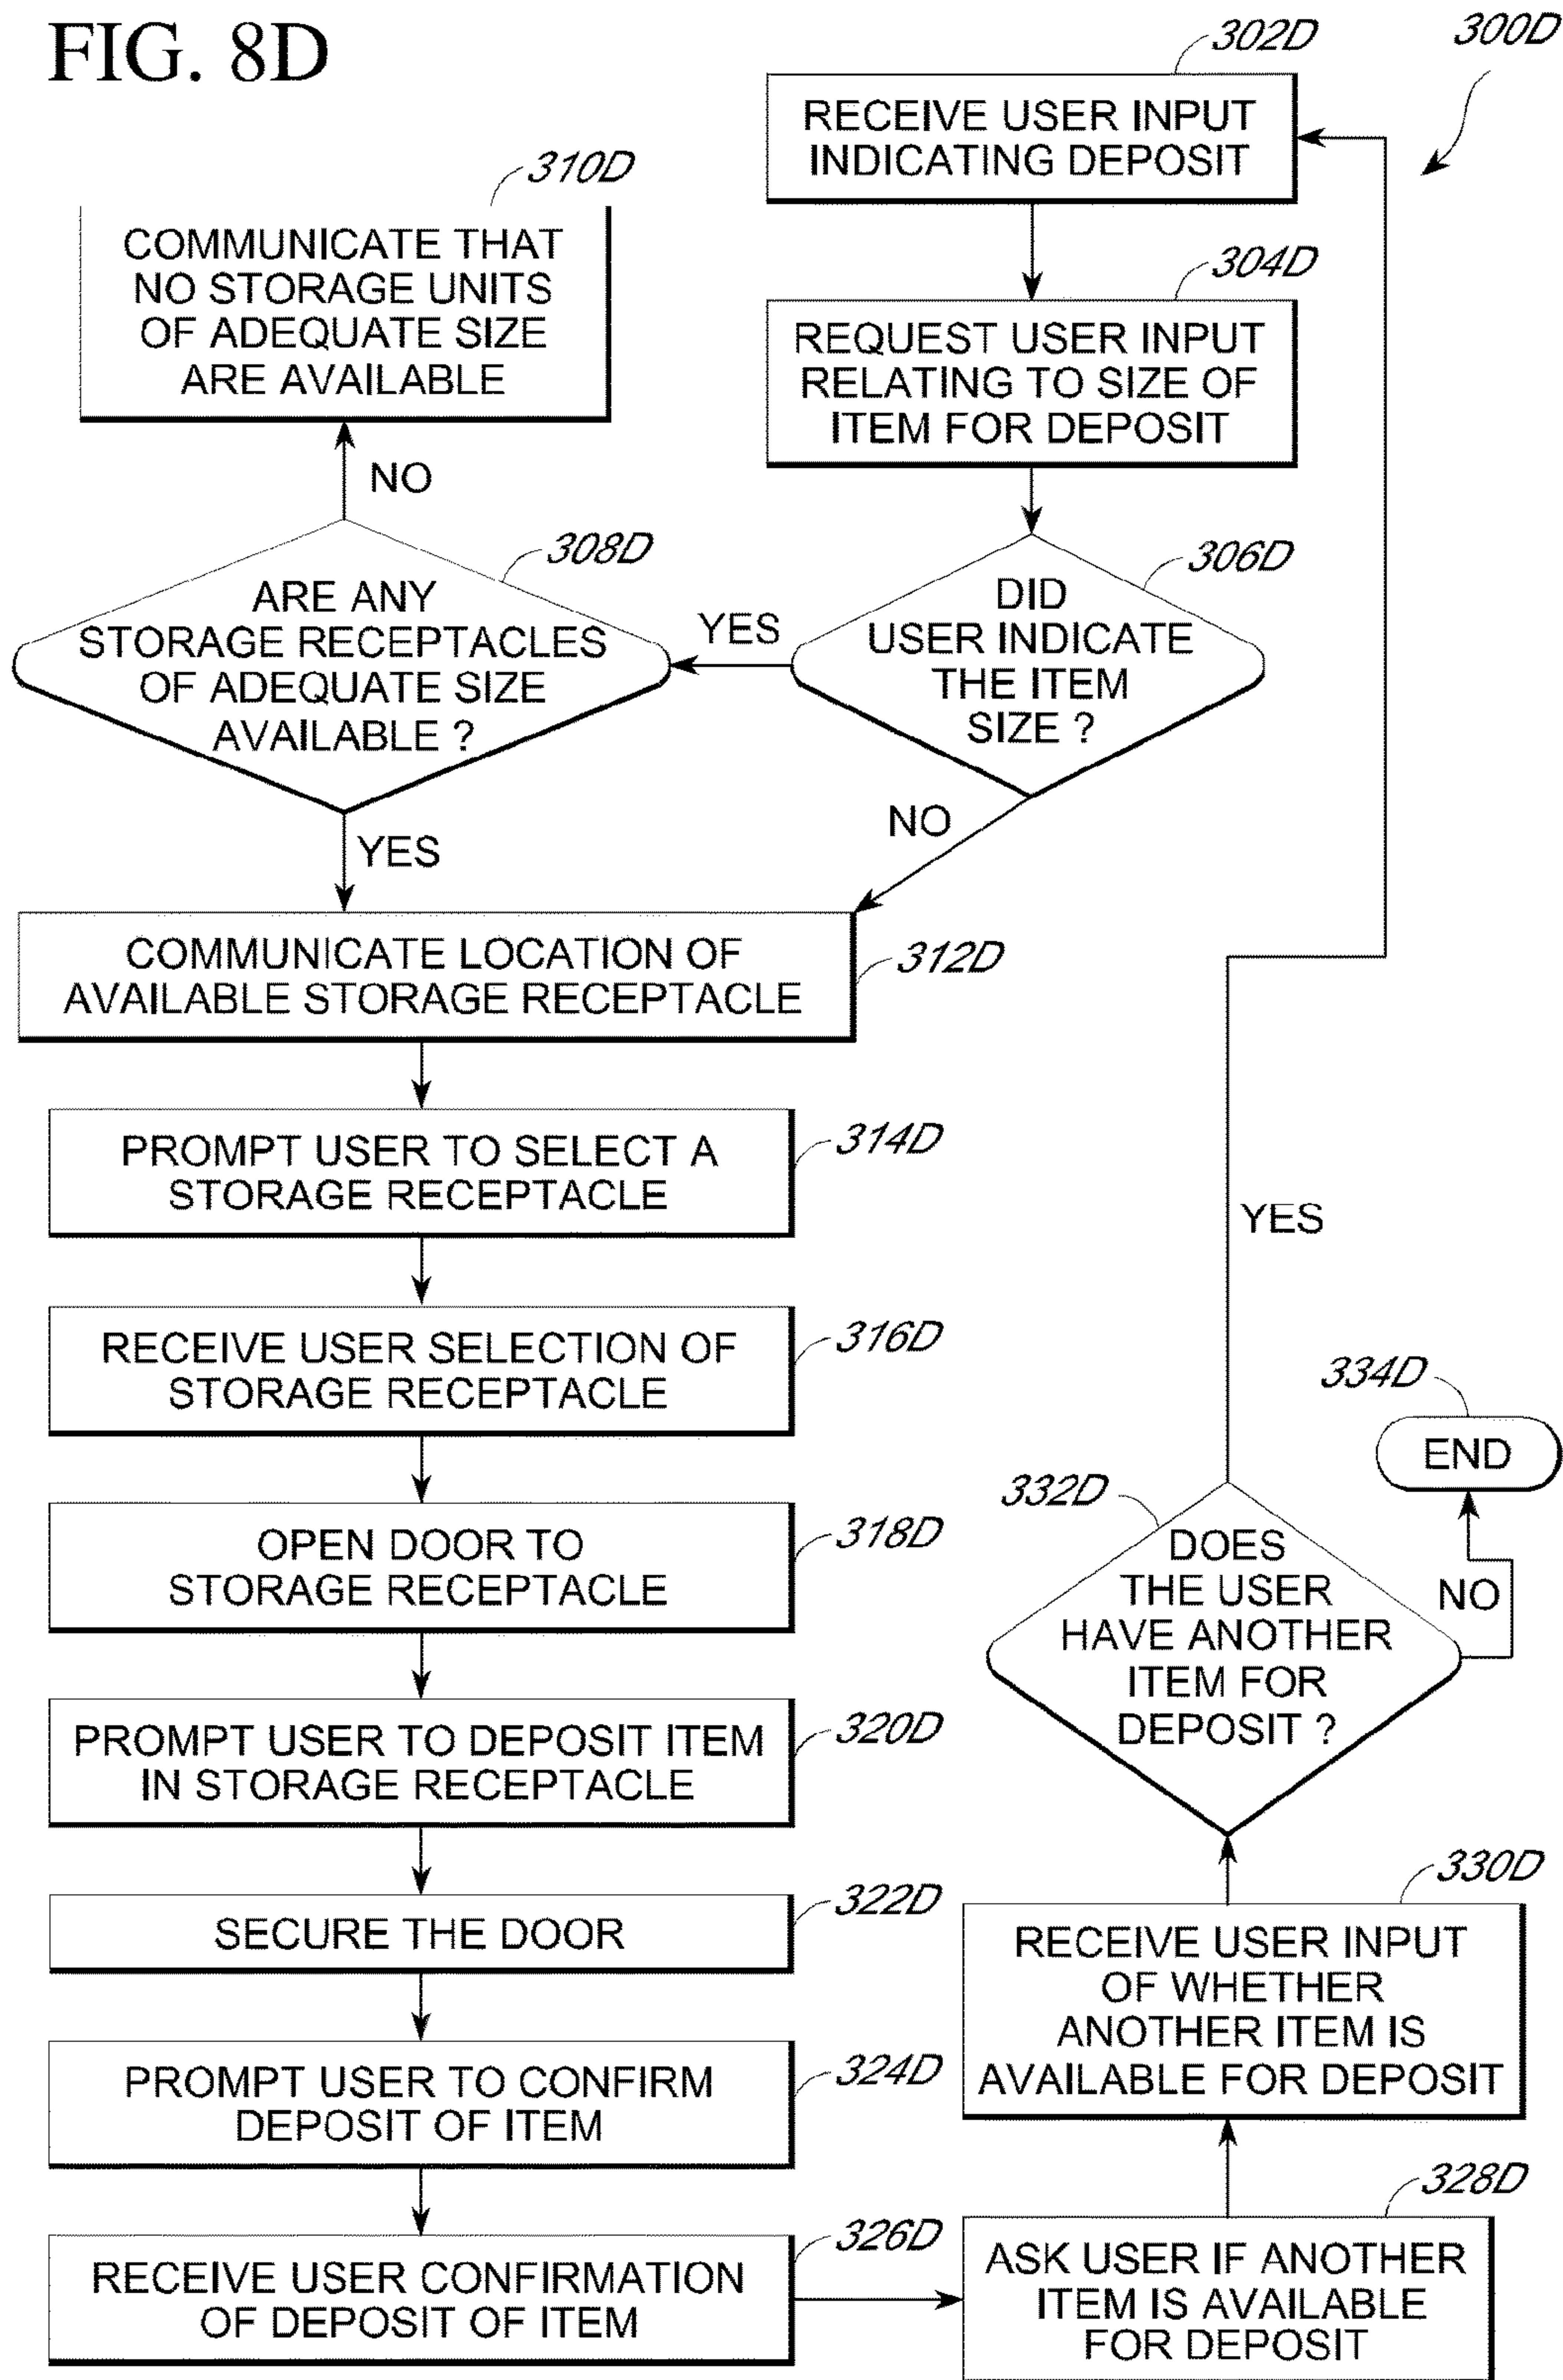 FIG. 8D
300D
302D
RECEIVE USER INPUT
INDICATING DEPOSIT
304D
REQUEST USER INPUT
RELATING TO SIZE OF
ITEM FOR DEPOSIT
306D
DID
USER INDICATE
THE ITEM
SIZE ?
YES
NO
308D
ARE ANY
STORAGE RECEPTACLES
OF ADEQUATE SIZE
AVAILABLE ?
NO
YES
310D
COMMUNICATE THAT
NO STORAGE UNITS
OF ADEQUATE SIZE
ARE AVAILABLE
312D
COMMUNICATE LOCATION OF
AVAILABLE STORAGE RECEPTACLE
314D
PROMPT USER TO SELECT A
STORAGE RECEPTACLE
316D
RECEIVE USER SELECTION OF
STORAGE RECEPTACLE
318D
OPEN DOOR TO
STORAGE RECEPTACLE
320D
PROMPT USER TO DEPOSIT ITEM
IN STORAGE RECEPTACLE
322D
SECURE THE DOOR
324D
PROMPT USER TO CONFIRM
DEPOSIT OF ITEM
326D
RECEIVE USER CONFIRMATION
OF DEPOSIT OF ITEM
328D
ASK USER IF ANOTHER
ITEM IS AVAILABLE
FOR DEPOSIT
330D
RECEIVE USER INPUT
OF WHETHER
ANOTHER ITEM IS
AVAILABLE FOR DEPOSIT
332D
DOES
THE USER
HAVE ANOTHER
ITEM FOR
DEPOSIT ?
YES
NO
334D
END